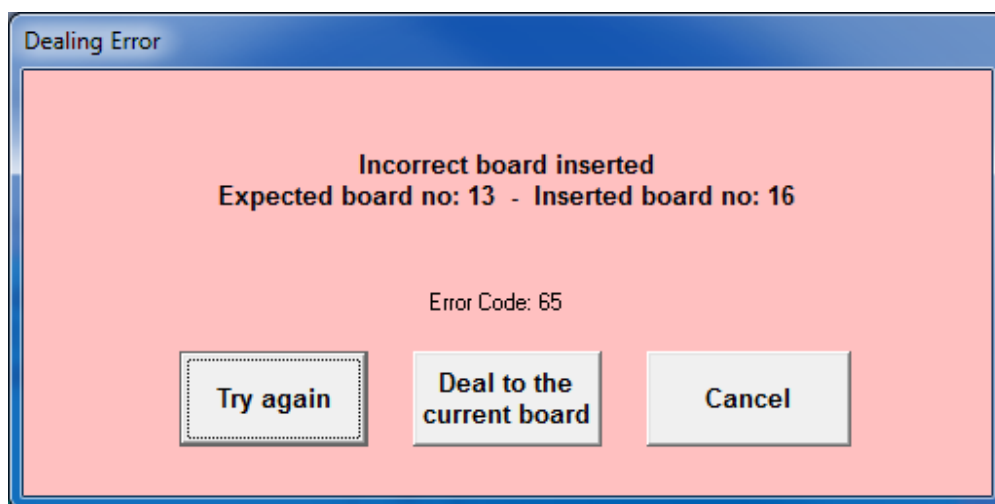 Dealing Error
Incorrect board inserted
Expected board no: 13 - Inserted board no: 16
Error Code: 65
Try again
Deal to the
current board
Cancel